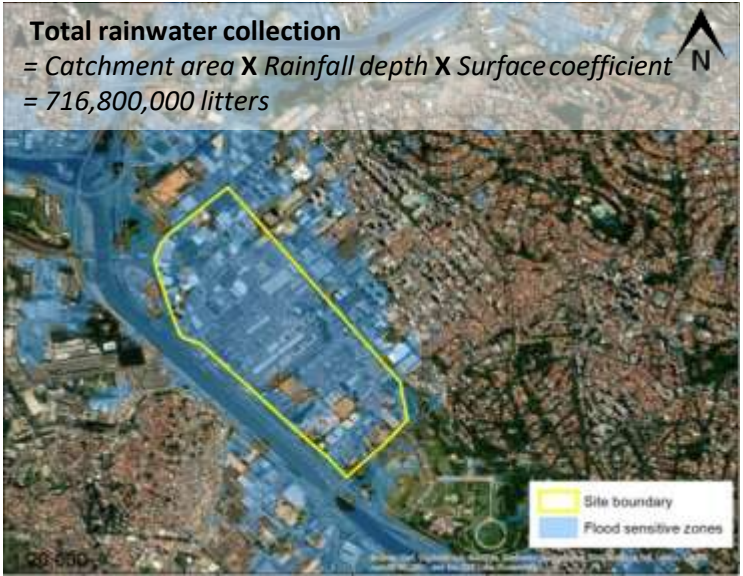 Total rainwater collection
= Catchment area X Rainfall depth X Surface coefficient
= 716,800,000 litters
N
Site boundary
Flood sensitive zones